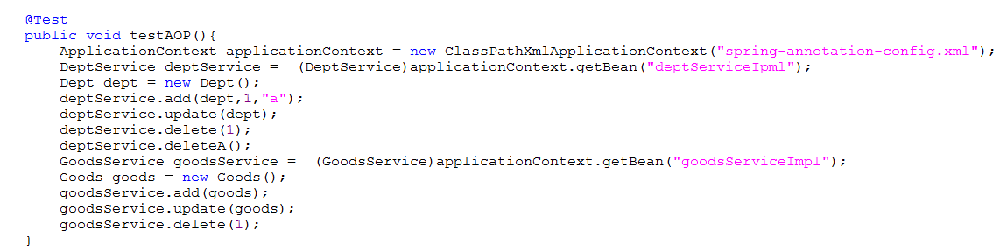 @Test
public void testAOP(){
    ApplicationContext applicationContext = new ClassPathXmlApplicationContext("spring-annotation-config.xml");
    DeptService deptService =  (DeptService)applicationContext.getBean("deptServiceIpml");
    Dept dept = new Dept();
    deptService.add(dept,1,"a");
    deptService.update(dept);
    deptService.delete(1);
    deptService.deleteA();
    GoodsService goodsService =  (GoodsService)applicationContext.getBean("goodsServiceImpl");
    Goods goods = new Goods();
    goodsService.add(goods);
    goodsService.update(goods);
    goodsService.delete(1);
}